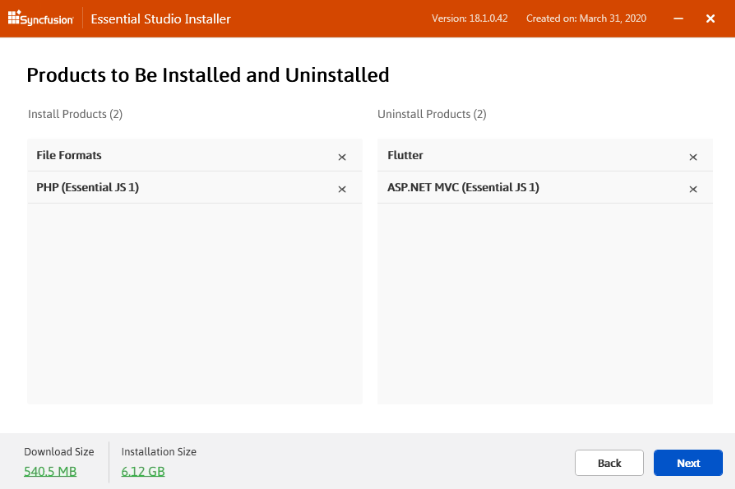 Syncfusion Essential Studio Installer Version: 18.1.0.42 Created on: March 31, 2020
Products to Be Installed and Uninstalled
Install Products (2) Uninstall Products (2)
File Formats Flutter
PHP (Essential JS 1) ASP.NET MVC (Essential JS 1)
Download Size Installation Size
540.5 MB 6.12 GB
Back Next